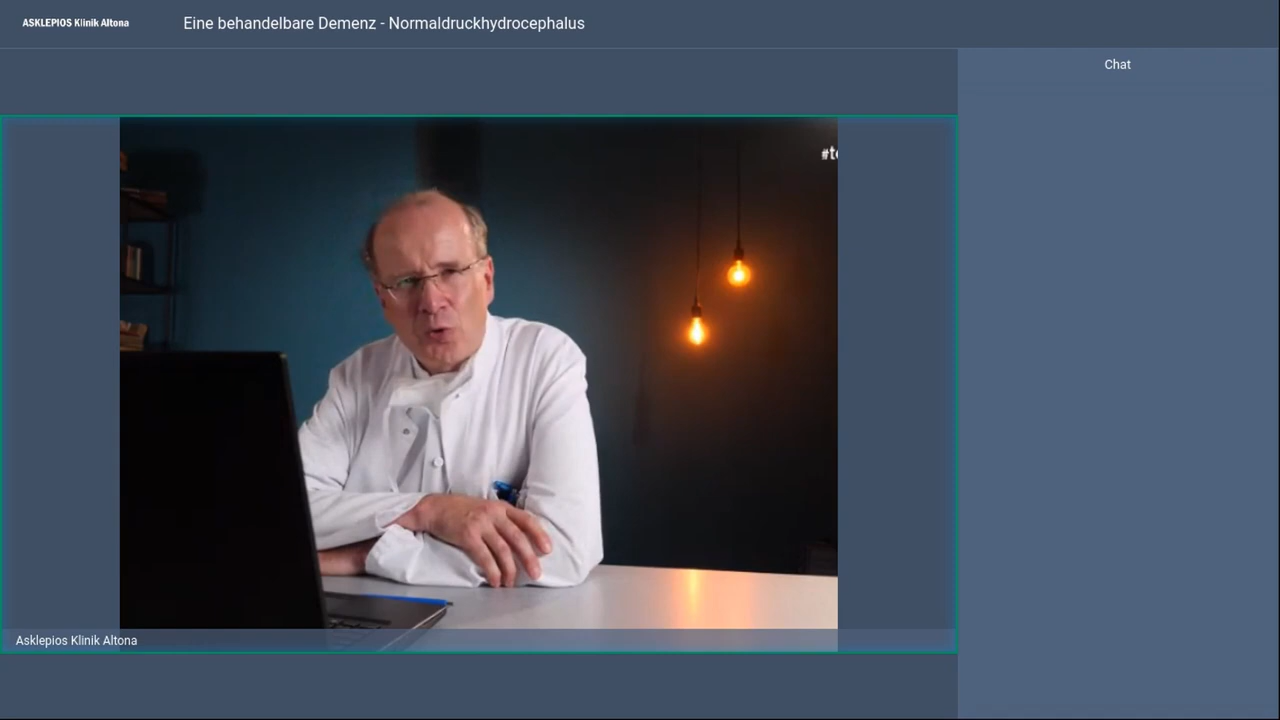 ASKLEPIOS Klinik Altona
Eine behandelbare Demenz - Normaldruckhydrocephalus
Chat
Asklepios Klinik Altona